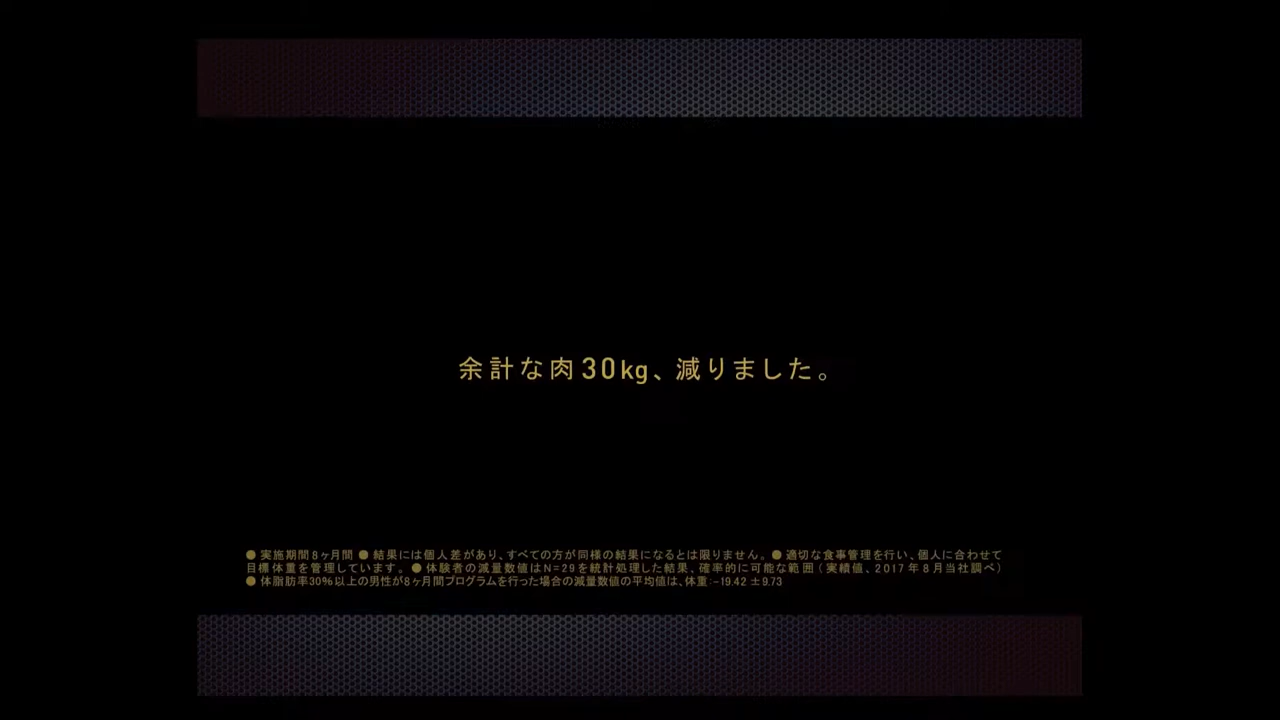 余計な肉30kg、減りました。
● 実施期間8ヶ月間 ● 結果には個人差があり、すべての方が同様の結果になるとは限りません。● 適切な食事管理を行い、個人に合わせて
目標体重を管理しています。● 体験者の減量数値はN=29を統計処理した結果、確率的に可能な範囲（実績値、2017年8月当社調べ）
● 体脂肪率30%以上の男性が8ヶ月間プログラムを行った場合の減量数値の平均値は、体重:-19.42 ±9.73